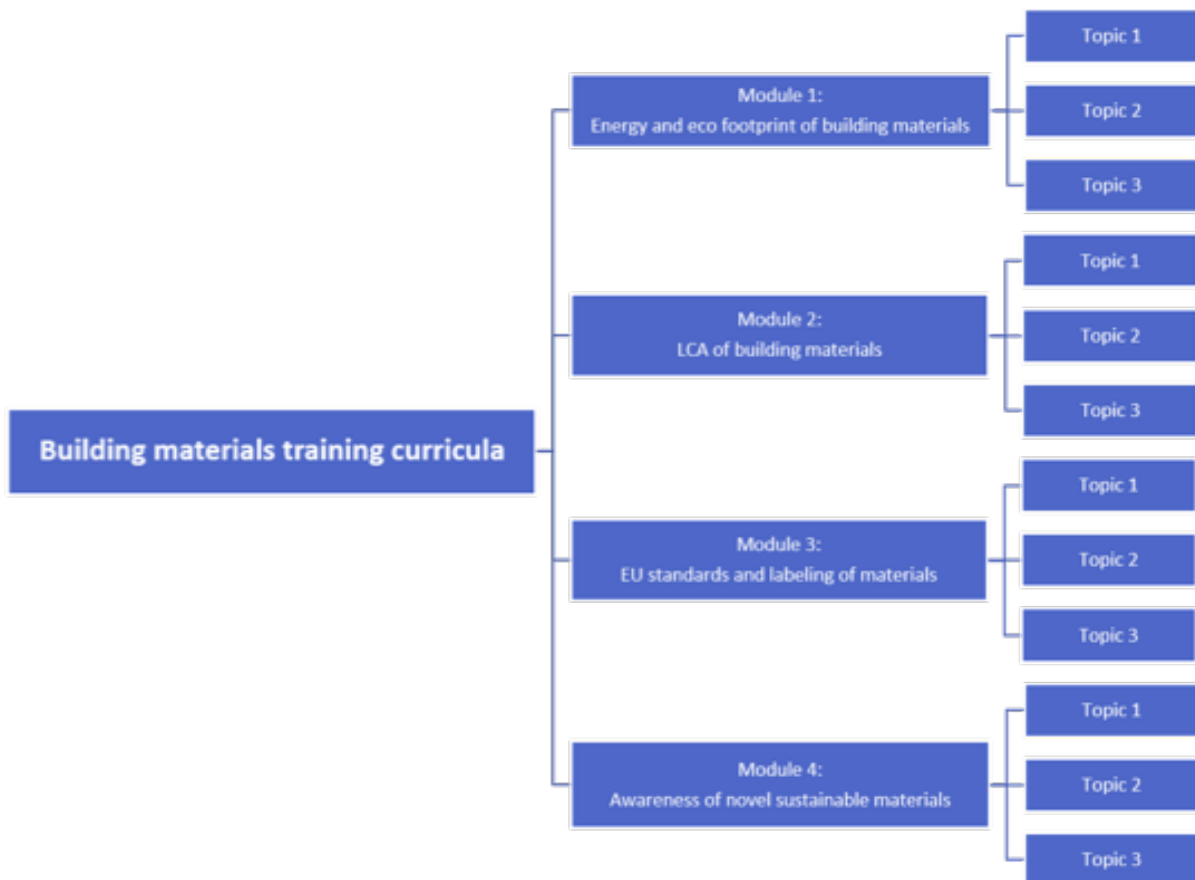 Building materials training curricula
Module 1:
Energy and eco footprint of building materials
Topic 1
Topic 2
Topic 3
Module 2:
LCA of building materials
Topic 1
Topic 2
Topic 3
Module 3:
EU standards and labeling of materials
Topic 1
Topic 2
Topic 3
Module 4:
Awareness of novel sustainable materials
Topic 1
Topic 2
Topic 3